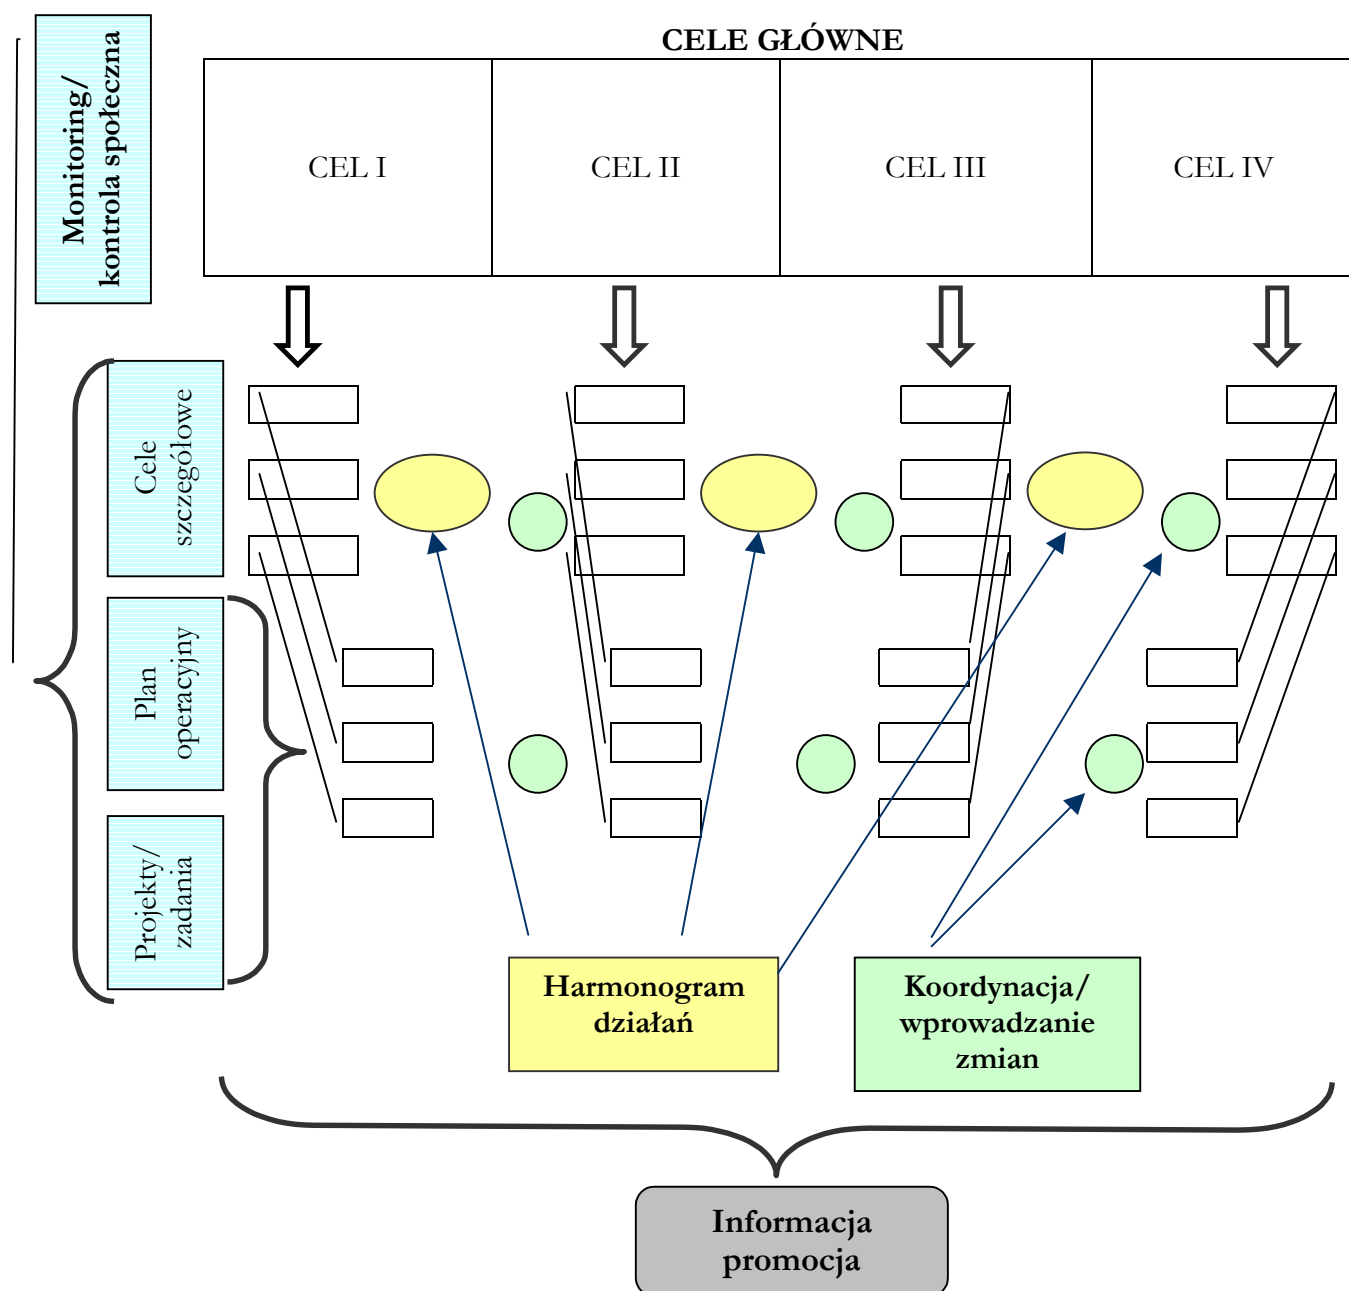 CELE GŁÓWNE
Monitoring/
kontrola społeczna
CEL I
CEL II
CEL III
CEL IV
Cele
szczegółowe
Plan
operacyjny
Projekty/
zadania
Harmonogram
działań
Koordynacja/
wprowadzanie
zmian
Informacja
promocja